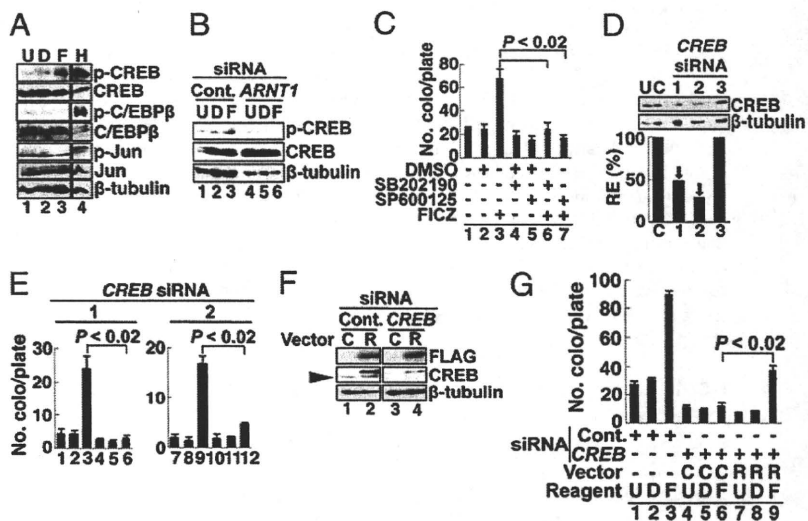 A
U D F H
p-CREB
CREB
p-C/EBPβ
C/EBPβ
p-Jun
Jun
β-tubulin
1 2 3 4
B
siRNA
Cont. ARNT1
U D F U D F
p-CREB
CREB
β-tubulin
1 2 3 4 5 6
C
No. colo/plate
80
60
40
20
0
P < 0.02
DMSO - + - + + - -
SB202190 - - - + - + -
SP600125 - - - - + - +
FICZ - - + - - + +
1 2 3 4 5 6 7
D
CREB
siRNA
UC 1 2 3
CREB
β-tubulin
RE (%)
100
50
0
C 1 2 3
E
CREB siRNA
1 2
P < 0.02 P < 0.02
No. colo/plate
30
20
10
0
20
10
0
1 2 3 4 5 6
7 8 9 10 11 12
F
siRNA
Cont. CREB
Vector C R C R
FLAG
CREB
β-tubulin
1 2 3 4
G
No. colo/plate
100
80
60
40
20
0
P < 0.02
siRNA
Cont. + + + - - - - - -
CREB - - - + + + + + +
Vector - - - C C C R R R
Reagent U D F U D F U D F
1 2 3 4 5 6 7 8 9